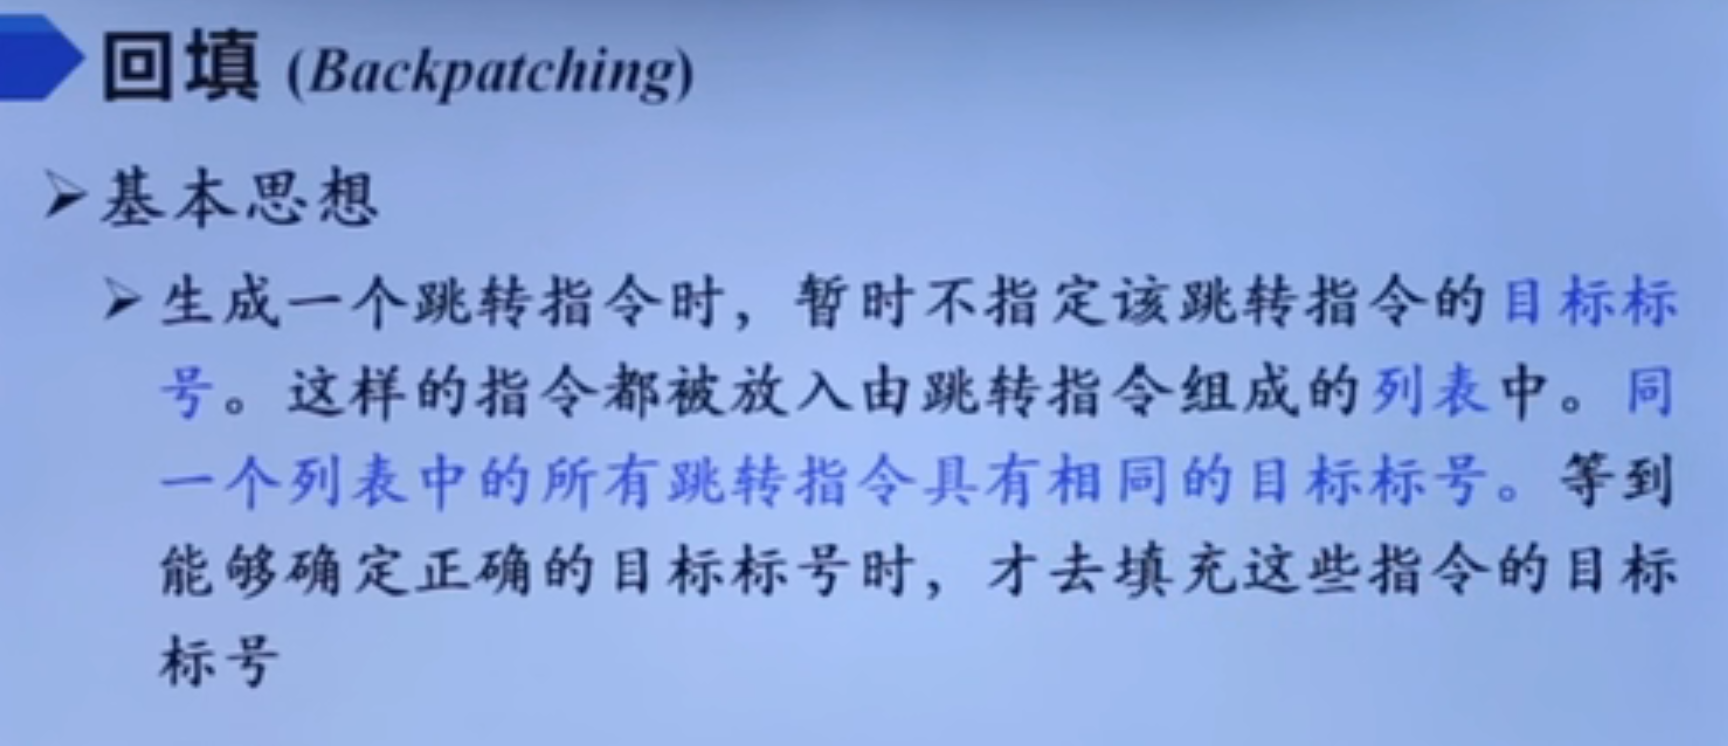 回填 (Backpatching)
基本思想
生成一个跳转指令时，暂时不指定该跳转指令的目标标
号。这样的指令都被放入由跳转指令组成的列表中。同
一个列表中的所有跳转指令具有相同的目标标号。等到
能够确定正确的目标标号时，才去填充这些指令的目标
标号